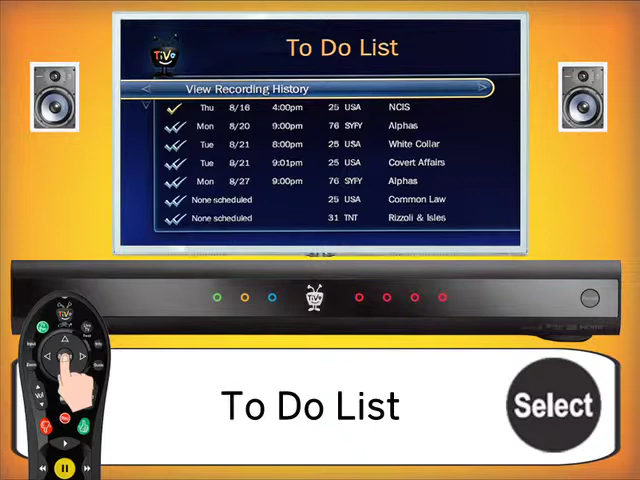 TiVo
To Do List
View Recording History
Thu 8/16 4:00pm 25 USA NCIS
Mon 8/20 9:00pm 76 SYFY Alphas
Tue 8/21 8:00pm 25 USA White Collar
Tue 8/21 9:01pm 25 USA Covert Affairs
Mon 8/27 9:00pm 76 SYFY Alphas
None scheduled 25 USA Common Law
None scheduled 31 TNT Rizzoli & Isles
TiVo
TiVo
Vol
To Do List
Select